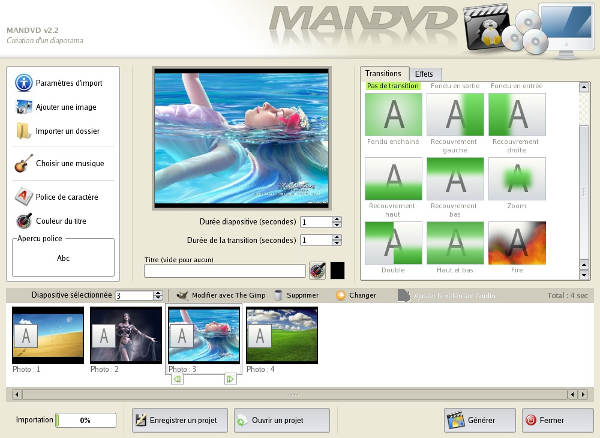 MANDVD
MANDVD v2.2
Création d'un diaporama
Paramètres d'import
Ajouter une image
Importer un dossier
Choisir une musique
Police de caractère
Couleur du titre
Apercu police
Abc
Durée diapositive (secondes)
1
Durée de la transition (secondes)
1
Titre (vide pour aucun)
Transitions
Effets
Pas de transition
Fondu en sortie
Fondu en entrée
A
A
A
Fondu enchainé
Recouvrement gauche
Recouvrement droite
A
A
A
Recouvrement haut
Recouvrement bas
Zoom
A
A
A
Double
Haut et bas
Fire
Diapositive sélectionnée
3
Modifier avec The Gimp
Supprimer
Changer
Total : 4 sec
A
A
A
A
Photo : 1
Photo : 2
Photo : 3
Photo : 4
Importation
0%
Enregistrer un projet
Ouvrir un projet
Générer
Fermer